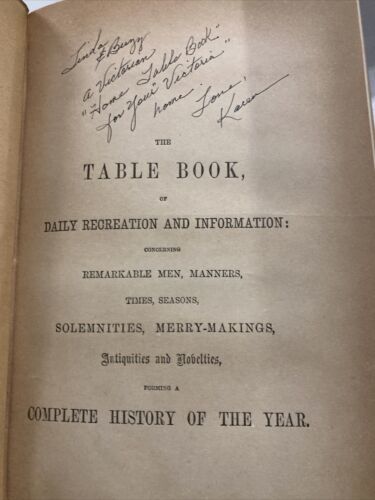 Linda
& Buzz
a Victorian
"Home Table Book"
for your "Victoria"
home Love,
Karen
THE
TABLE BOOK,
OF
DAILY RECREATION AND INFORMATION:
CONCERNING
REMARKABLE MEN, MANNERS,
TIMES, SEASONS,
SOLEMNITIES, MERRY-MAKINGS,
Antiquities and Novelties,
FORMING A
COMPLETE HISTORY OF THE YEAR.